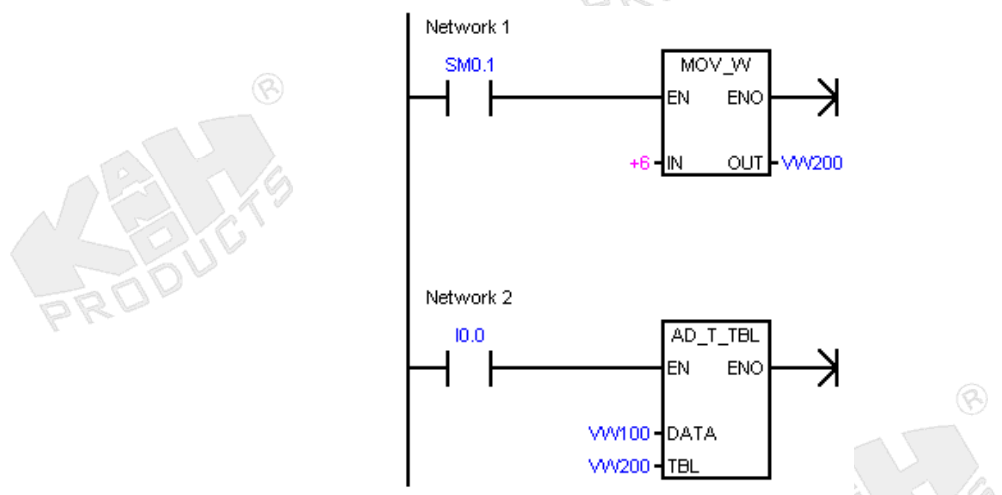 Network 1
SM0.1
MOV_W
EN ENO
+6 IN OUT VW200
Network 2
I0.0
AD_T_TBL
EN ENO
VW100 DATA
VW200 TBL
K AND H PRODUCTS ®